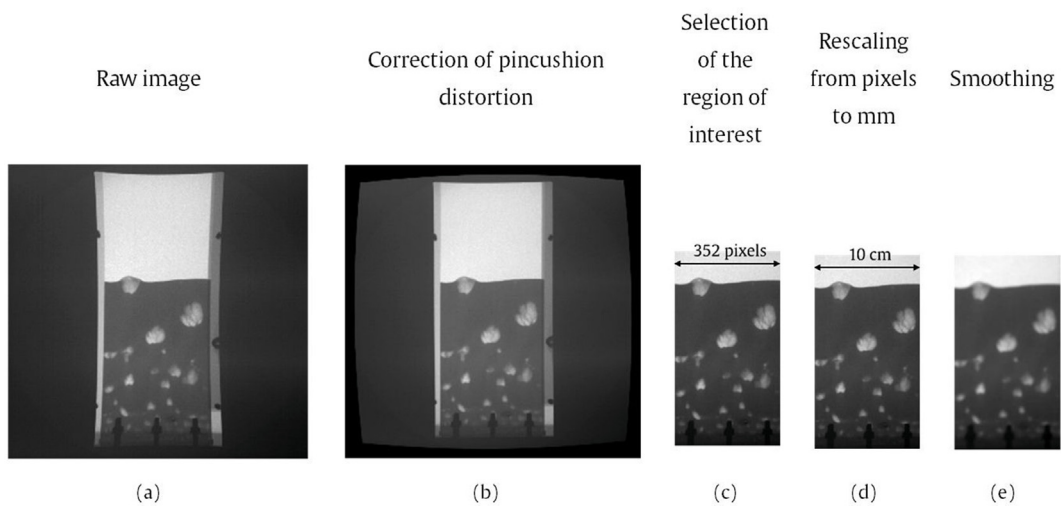 Raw image
Correction of pincushion
distortion
Selection
of the
region of
interest
Rescaling
from pixels
to mm
Smoothing
352 pixels
10 cm
(a)
(b)
(c)
(d)
(e)